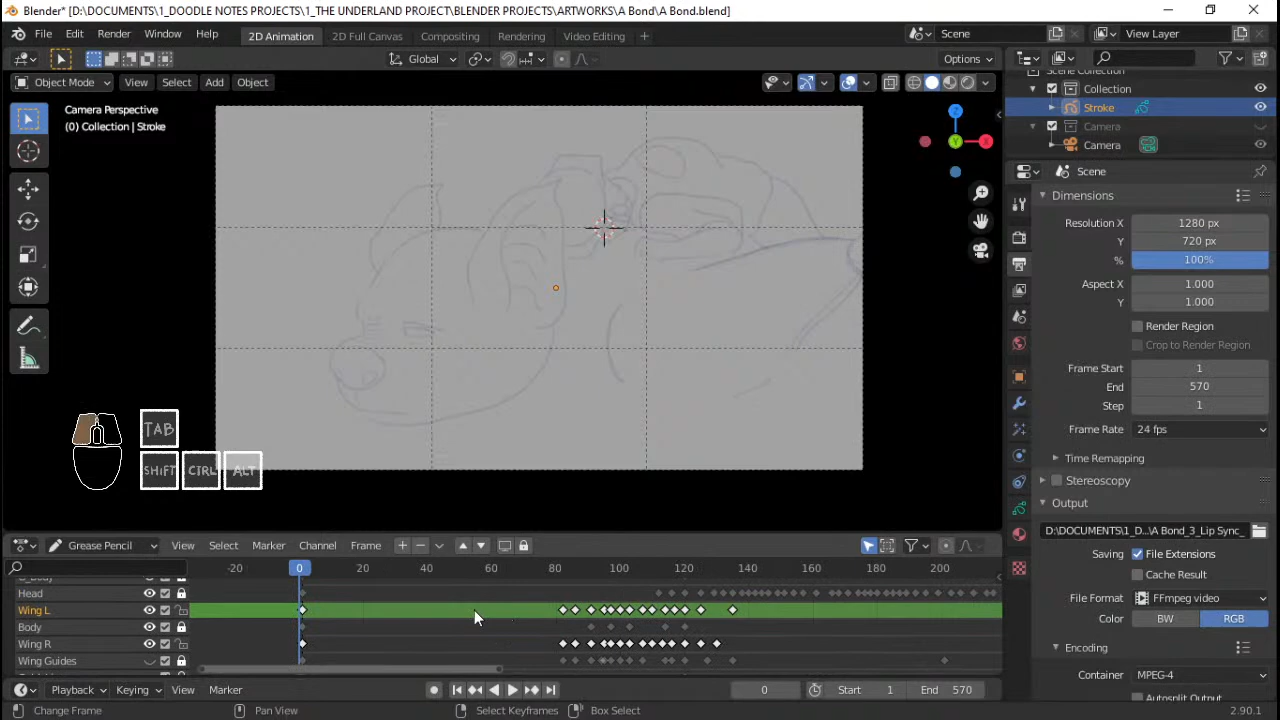 Blender* [D:\DOCUMENTS\1_DOODLE NOTES PROJECTS\1_THE UNDERLAND PROJECT\BLENDER PROJECTS\ARTWORKS\A Bond\A Bond.blend]
File Edit Render Window Help 2D Animation 2D Full Canvas Compositing Rendering Video Editing + Scene View Layer
Global Options
Object Mode View Select Add Object
Scene Collection
Camera Perspective
(0) Collection | Stroke
Collection
Stroke
Camera
Camera
Z
Y
X
Scene
Dimensions
Resolution X 1280 px
Y 720 px
% 100%
Aspect X 1.000
Y 1.000
Render Region
Crop to Render Region
Frame Start 1
End 570
Step 1
Frame Rate 24 fps
Time Remapping
Stereoscopy
Output
D:\DOCUMENTS\1_D...\A Bond_3_Lip Sync_
Saving File Extensions
Cache Result
File Format FFmpeg video
Color BW RGB
Encoding
Container MPEG-4
Autosplit Output
TAB
SHiFT CTRL ALT
Grease Pencil View Select Marker Channel Frame
-20 0 20 40 60 80 100 120 140 160 180 200
Head
Wing L
Body
Wing R
Wing Guides
Playback Keying View Marker 0 Start 1 End 570
Change Frame Pan View Select Keyframes Box Select 2.90.1